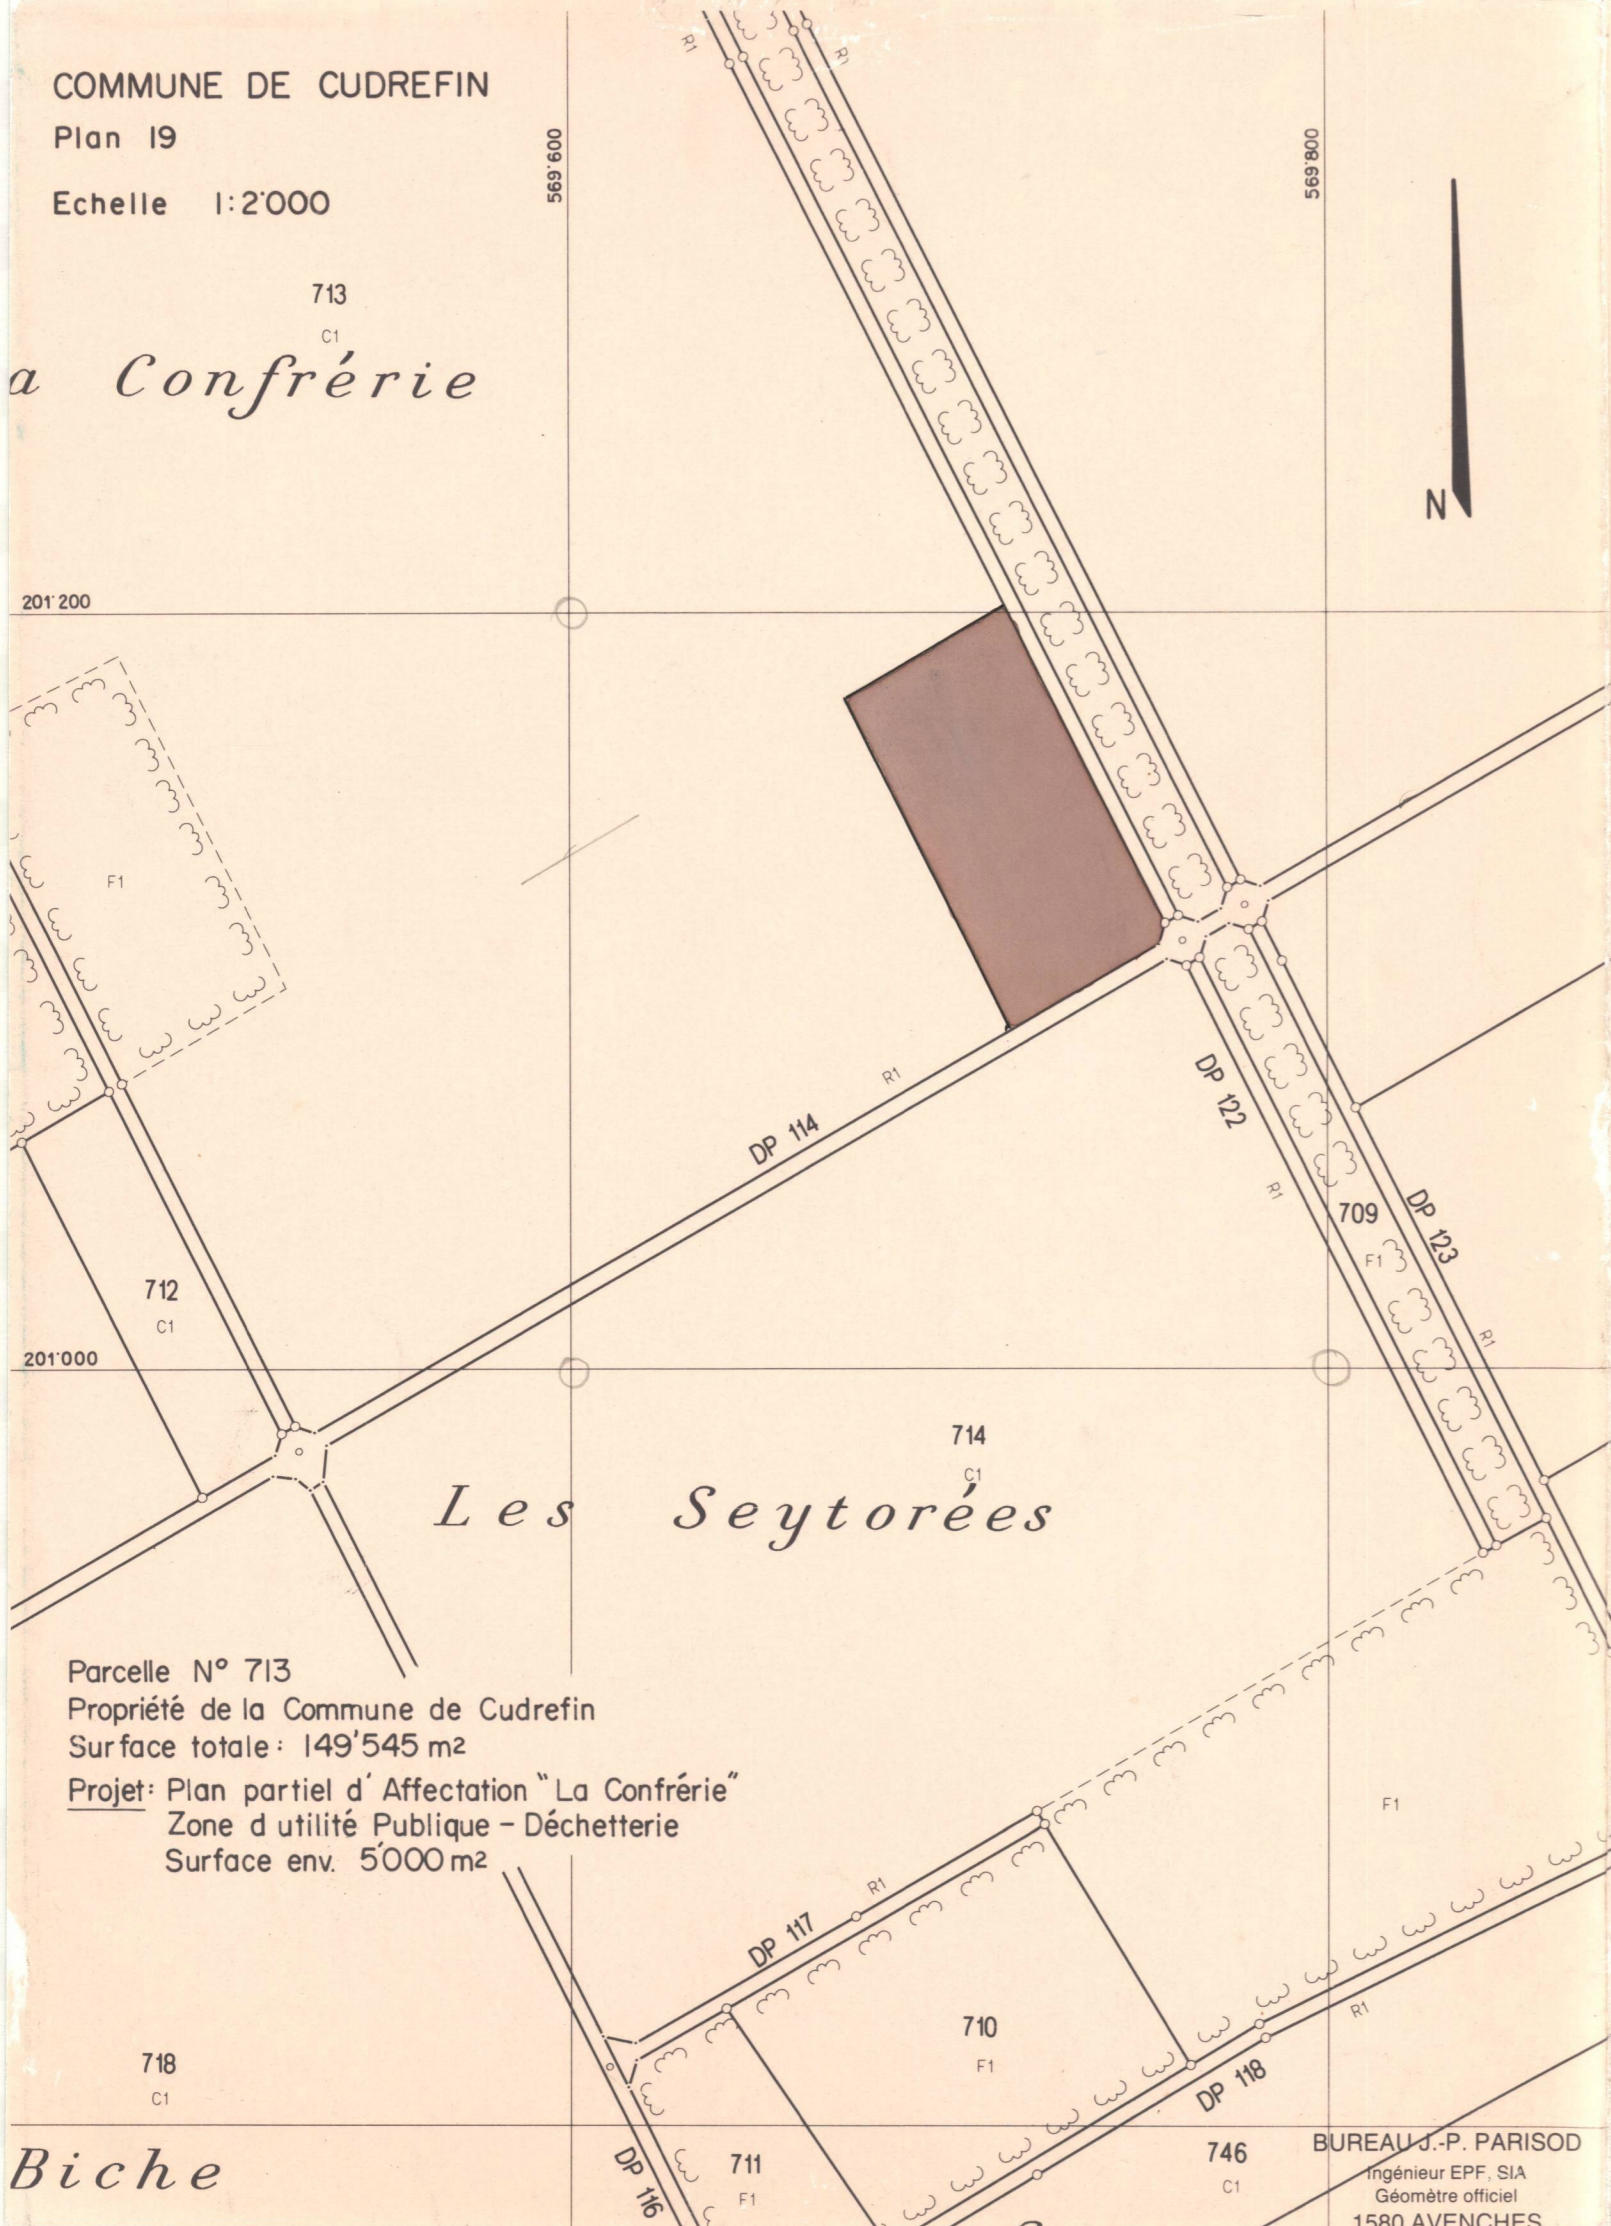 COMMUNE DE CUDREFIN
Plan 19
Echelle 1:2'000
569'600
569'800
R1
R1
713
C1
a Confrérie
N
201'200
F1
R1
DP 114
DP 122
R1
709
F1
DP 123
R1
712
C1
201'000
714
C1
Les Seytorées
Parcelle N° 713
Propriété de la Commune de Cudrefin
Surface totale: 149'545 m2
Projet: Plan partiel d'Affectation "La Confrérie"
Zone d utilité Publique - Déchetterie
Surface env. 5'000 m2
F1
R1
DP 117
R1
710
F1
DP 118
718
C1
Biche
DP 116
711
F1
746
C1
BUREAU J.-P. PARISOD
Ingénieur EPF, SIA
Géomètre officiel
1580 AVENCHES